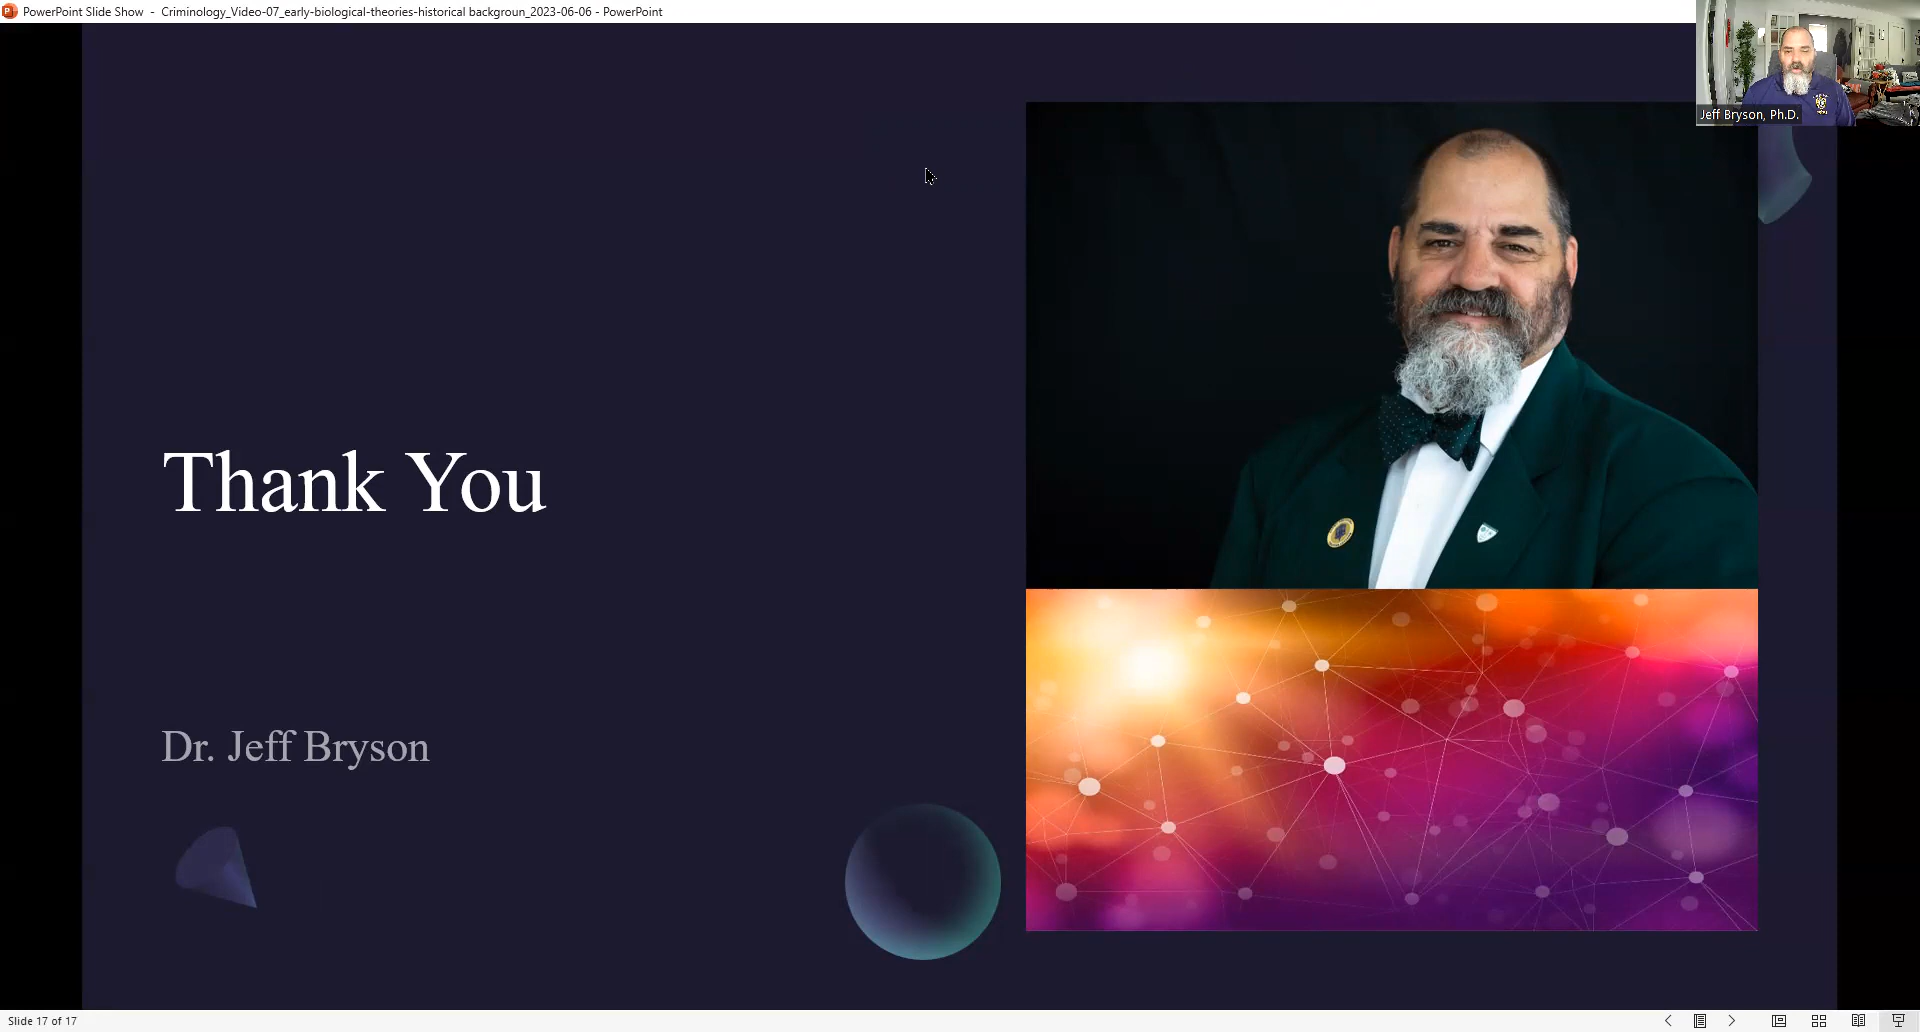 PowerPoint Slide Show - Criminology_Video-07_early-biological-theories-historical backgroun_2023-06-06 - PowerPoint
Jeff Bryson, Ph.D.
Thank You
Dr. Jeff Bryson
Slide 17 of 17